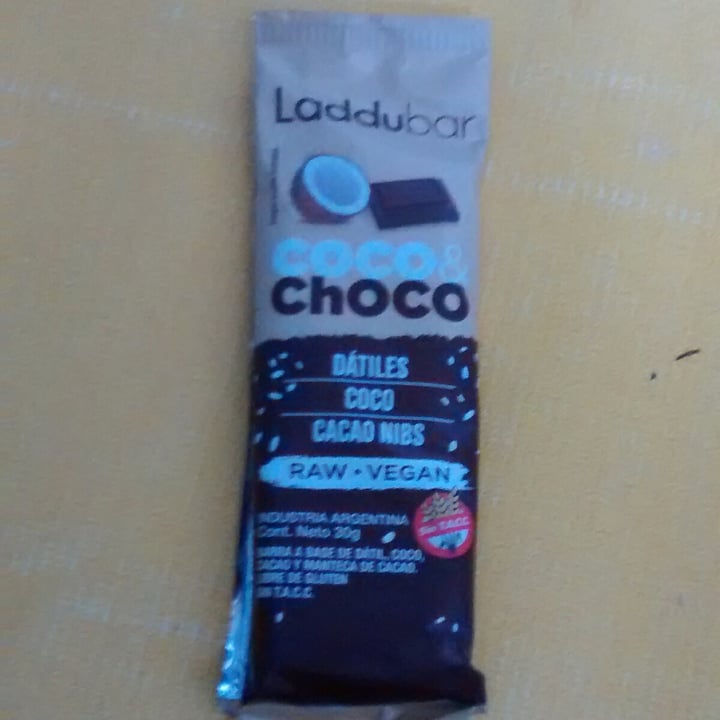 Laddubar
COCO&
ChOCO
DÁTILES
COCO
CACAO NIBS
RAW • VEGAN
INDUSTRIA ARGENTINA
Cont. Neto 30g
Sin T.A.C.C.
BARRA A BASE DE DÁTIL, COCO,
CACAO Y MANTECA DE CACAO.
LIBRE DE GLUTEN
SIN T.A.C.C.